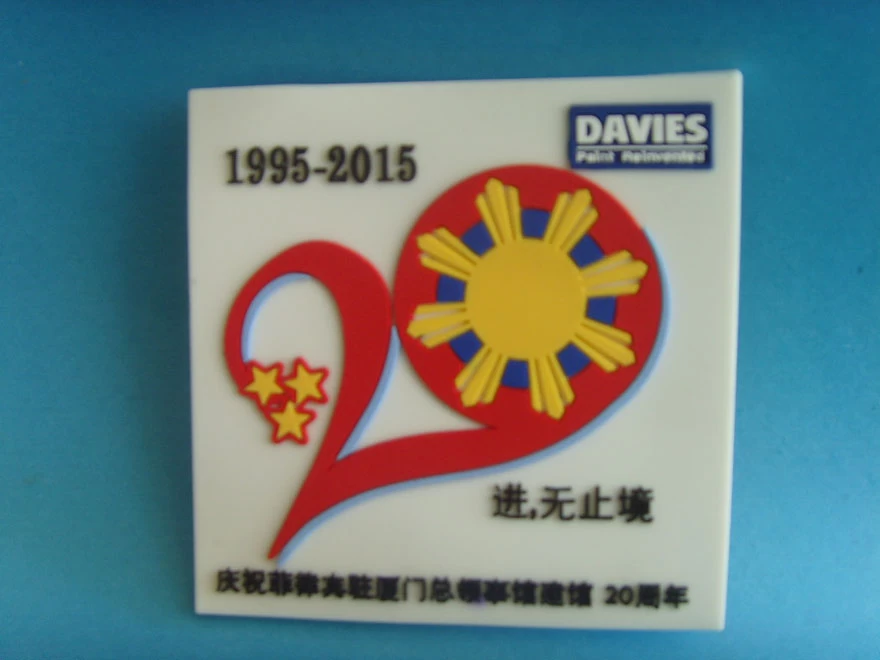 DAVIES
Paint Reinvented
1995-2015
20
进,无止境
庆祝菲律宾驻厦门总领事馆建馆 20周年